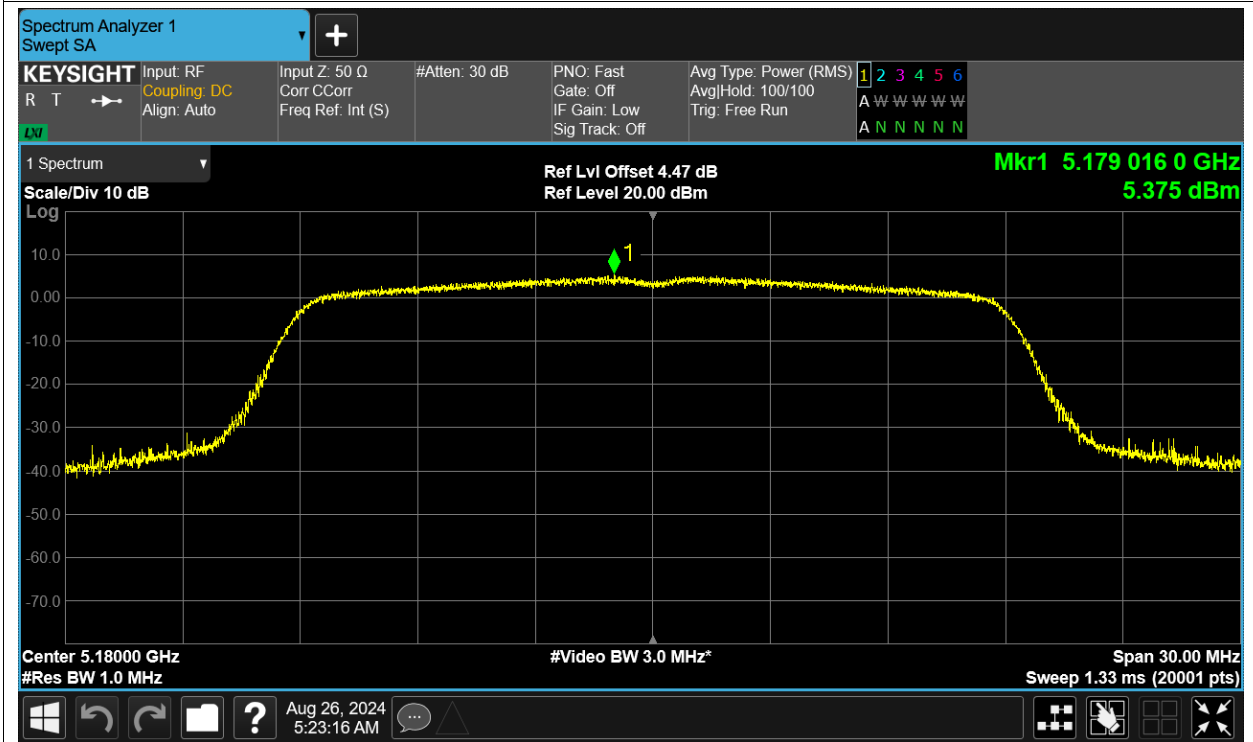 Spectrum Analyzer 1
Swept SA
+
KEYSIGHT
R T
LXI
Input: RF
Coupling: DC
Align: Auto
Input Z: 50 Ω
Corr CCorr
Freq Ref: Int (S)
#Atten: 30 dB
PNO: Fast
Gate: Off
IF Gain: Low
Sig Track: Off
Avg Type: Power (RMS)
Avg|Hold: 100/100
Trig: Free Run
1 2 3 4 5 6
A W W W W W
A N N N N N
1 Spectrum
Scale/Div 10 dB
Log
Ref Lvl Offset 4.47 dB
Ref Level 20.00 dBm
Mkr1 5.179 016 0 GHz
5.375 dBm
1
10.0
0.00
-10.0
-20.0
-30.0
-40.0
-50.0
-60.0
-70.0
Center 5.18000 GHz
#Res BW 1.0 MHz
#Video BW 3.0 MHz*
Span 30.00 MHz
Sweep 1.33 ms (20001 pts)
?
Aug 26, 2024
5:23:16 AM